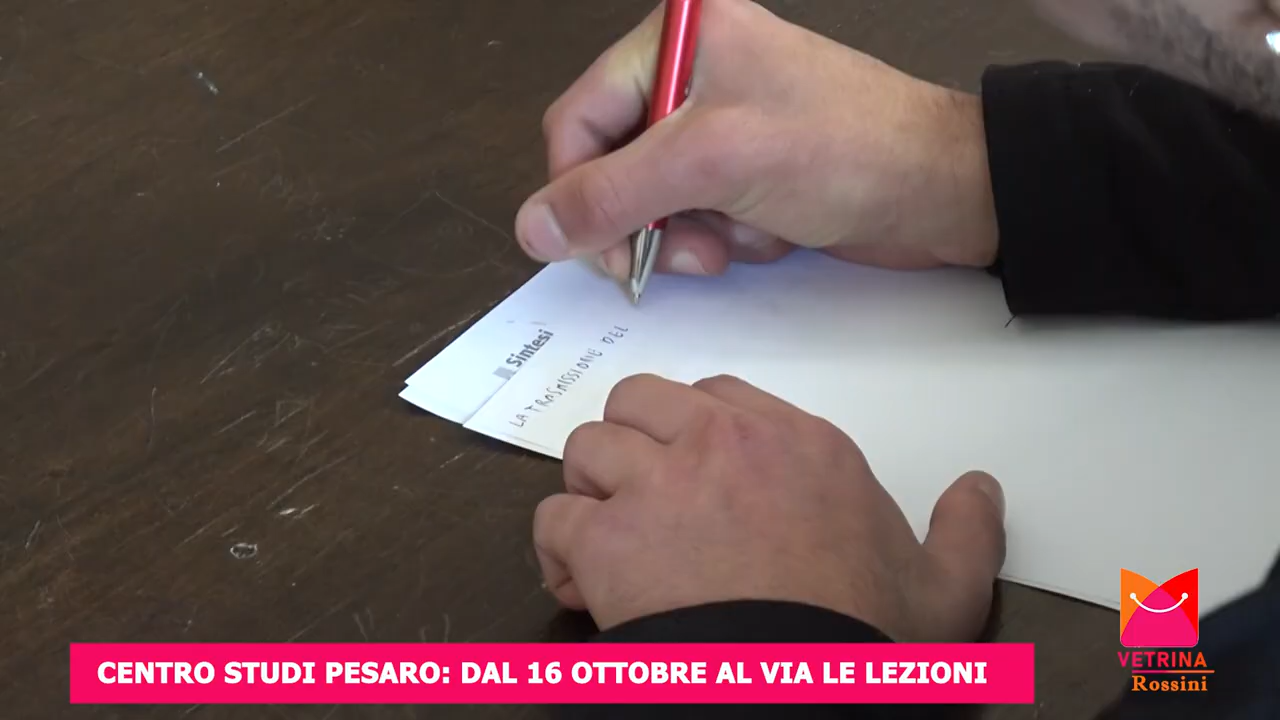 Sintesi
LA TRASMISSIONE DEL
CENTRO STUDI PESARO: DAL 16 OTTOBRE AL VIA LE LEZIONI
VETRINA
Rossini